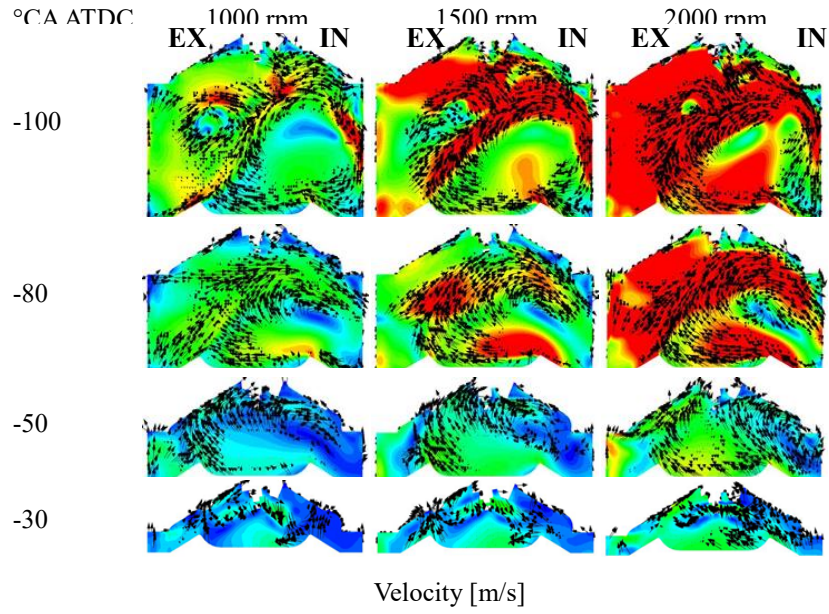 °CA ATDC 1000 rpm 1500 rpm 2000 rpm
EX IN EX IN EX IN
-100
-80
-50
-30
Velocity [m/s]